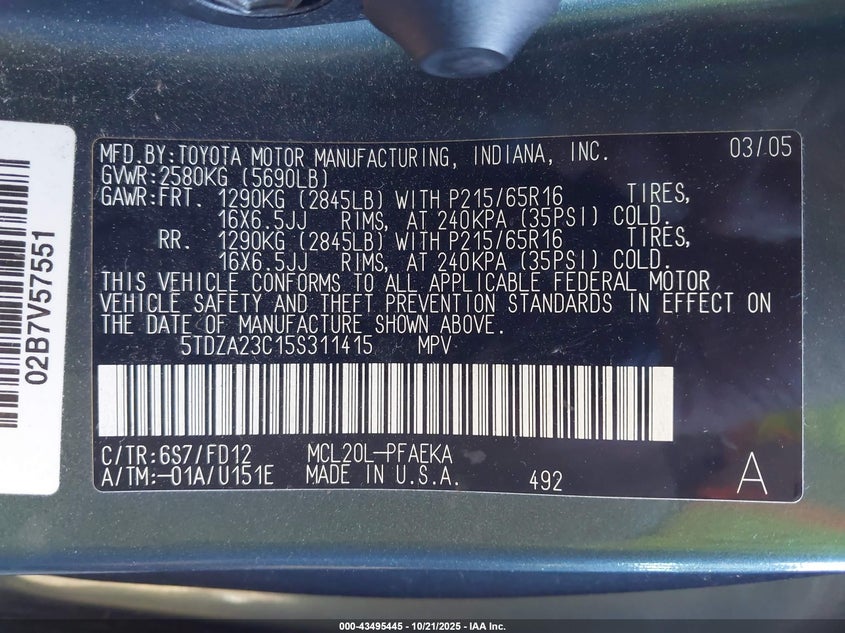 MFD.BY:TOYOTA MOTOR MANUFACTURING, INDIANA, INC. 03/05
GVWR:2580KG (5690LB)
GAWR:FRT. 1290KG (2845LB) WITH P215/65R16 TIRES,
16X6.5JJ RIMS, AT 240KPA (35PSI) COLD.
RR. 1290KG (2845LB) WITH P215/65R16 TIRES,
16X6.5JJ RIMS, AT 240KPA (35PSI) COLD.
THIS VEHICLE CONFORMS TO ALL APPLICABLE FEDERAL MOTOR
VEHICLE SAFETY AND THEFT PREVENTION STANDARDS IN EFFECT ON
THE DATE OF MANUFACTURE SHOWN ABOVE.
5TDZA23C15S311415 MPV
C/TR:6S7/FD12 MCL20L-PFAEKA
A/TM:-01A/U151E MADE IN U.S.A. 492 A
02B7V57551
000-43495445 - 10/21/2025 - IAA Inc.